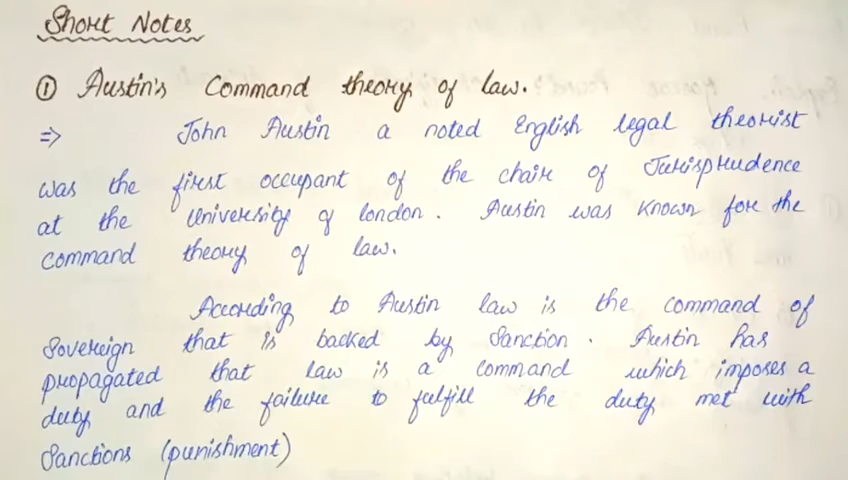 Short Notes
① Austin's Command theory of law.
⇒ John Austin a noted English legal theorist
was the first occupant of the chair of Jurisprudence
at the University of london. Austin was known for the
command theory of law.
According to Austin law is the command of
Sovereign that is backed by Sanction. Austin has
propagated that law is a command which imposes a
duty and the failure to fulfill the duty met with
Sanctions (punishment)